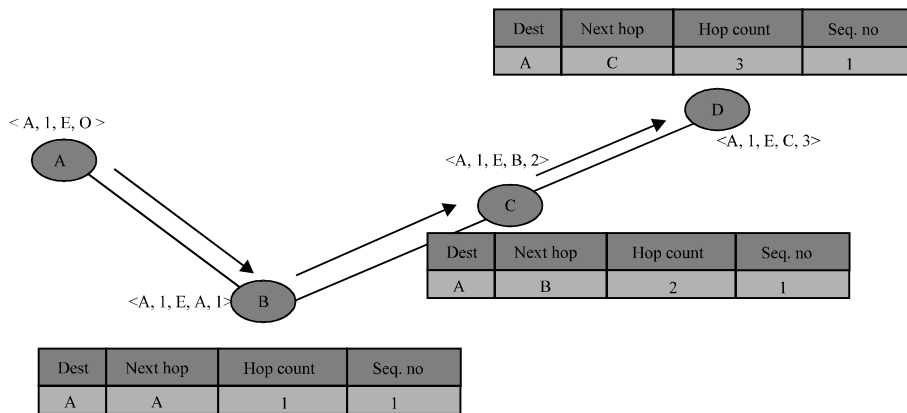 Dest Next hop Hop count Seq. no
A C 3 1
D
< A, 1, E, O >
<A, 1, E, C, 3>
A
<A, 1, E, B, 2>
C
Dest Next hop Hop count Seq. no
A B 2 1
<A, 1, E, A, 1>
B
Dest Next hop Hop count Seq. no
A A 1 1